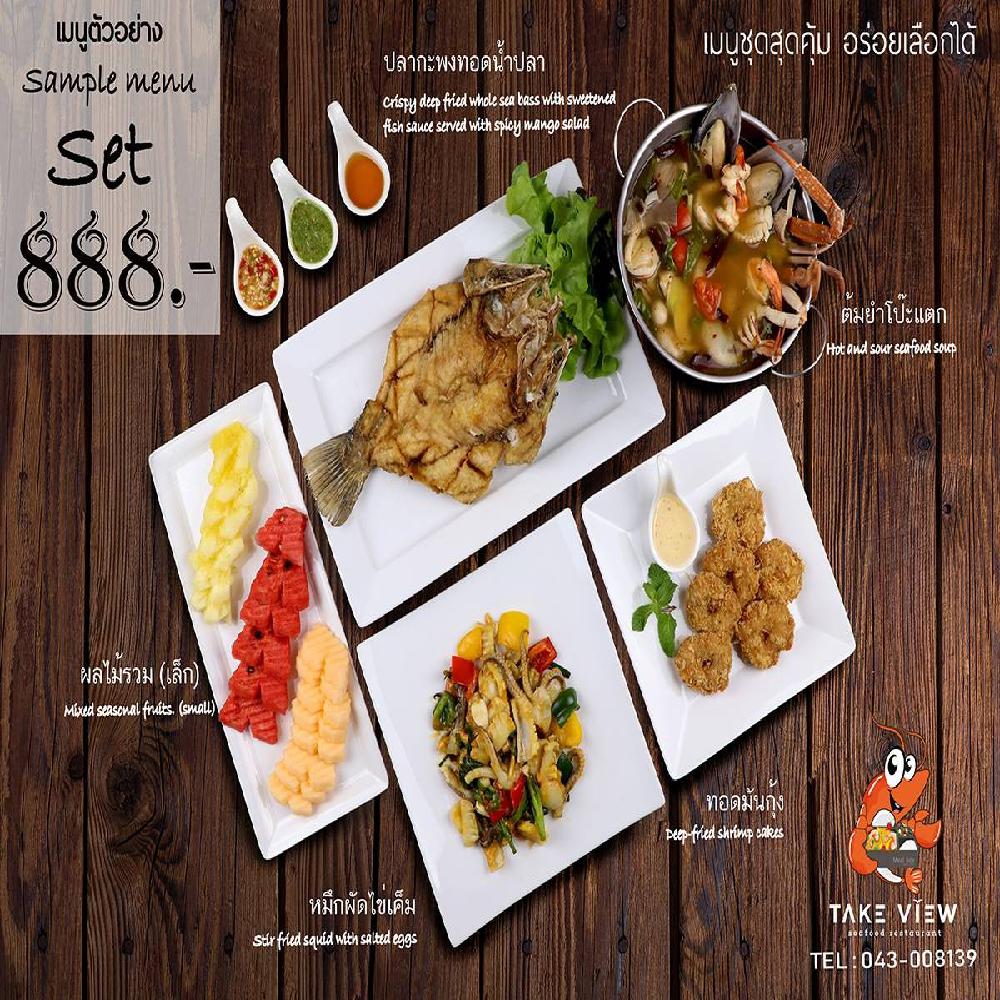 เมนูตัวอย่าง
Sample menu
Set
888.-
เมนูชุดสุดคุ้ม อร่อยเลือกได้
ปลากะพงทอดน้ำปลา
Crispy deep fried whole sea bass with sweetened
fish sauce served with spicy mango salad
ต้มยำโป๊ะแตก
Hot and sour seafood soup
ผลไม้รวม (เล็ก)
Mixed seasonal fruits. (small)
ทอดมันกุ้ง
Deep-fried shrimp cakes
หมึกผัดไข่เค็ม
Stir fried squid with salted eggs
TAKE VIEW
seafood restaurant
TEL : 043-008139